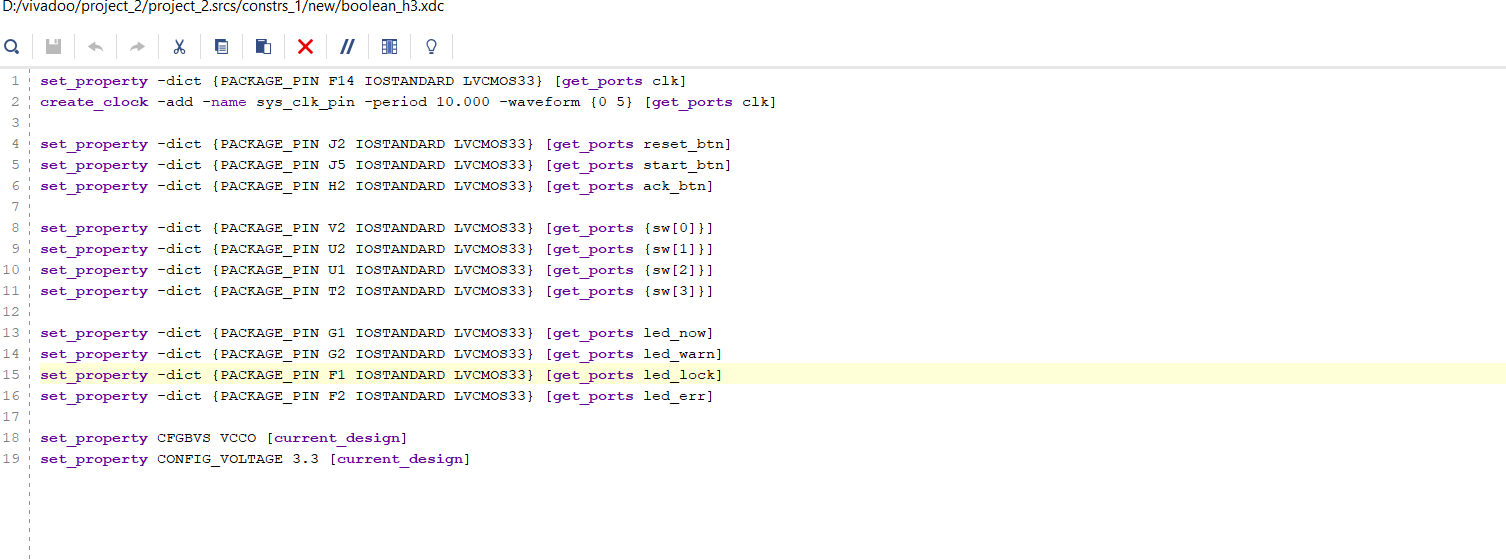 D:/vivadoo/project_2/project_2.srcs/constrs_1/new/boolean_h3.xdc
1 set_property -dict {PACKAGE_PIN F14 IOSTANDARD LVCMOS33} [get_ports clk]
2 create_clock -add -name sys_clk_pin -period 10.000 -waveform {0 5} [get_ports clk]
3
4 set_property -dict {PACKAGE_PIN J2 IOSTANDARD LVCMOS33} [get_ports reset_btn]
5 set_property -dict {PACKAGE_PIN J5 IOSTANDARD LVCMOS33} [get_ports start_btn]
6 set_property -dict {PACKAGE_PIN H2 IOSTANDARD LVCMOS33} [get_ports ack_btn]
7
8 set_property -dict {PACKAGE_PIN V2 IOSTANDARD LVCMOS33} [get_ports {sw[0]}]
9 set_property -dict {PACKAGE_PIN U2 IOSTANDARD LVCMOS33} [get_ports {sw[1]}]
10 set_property -dict {PACKAGE_PIN U1 IOSTANDARD LVCMOS33} [get_ports {sw[2]}]
11 set_property -dict {PACKAGE_PIN T2 IOSTANDARD LVCMOS33} [get_ports {sw[3]}]
12
13 set_property -dict {PACKAGE_PIN G1 IOSTANDARD LVCMOS33} [get_ports led_now]
14 set_property -dict {PACKAGE_PIN G2 IOSTANDARD LVCMOS33} [get_ports led_warn]
15 set_property -dict {PACKAGE_PIN F1 IOSTANDARD LVCMOS33} [get_ports led_lock]
16 set_property -dict {PACKAGE_PIN F2 IOSTANDARD LVCMOS33} [get_ports led_err]
17
18 set_property CFGBVS VCCO [current_design]
19 set_property CONFIG_VOLTAGE 3.3 [current_design]